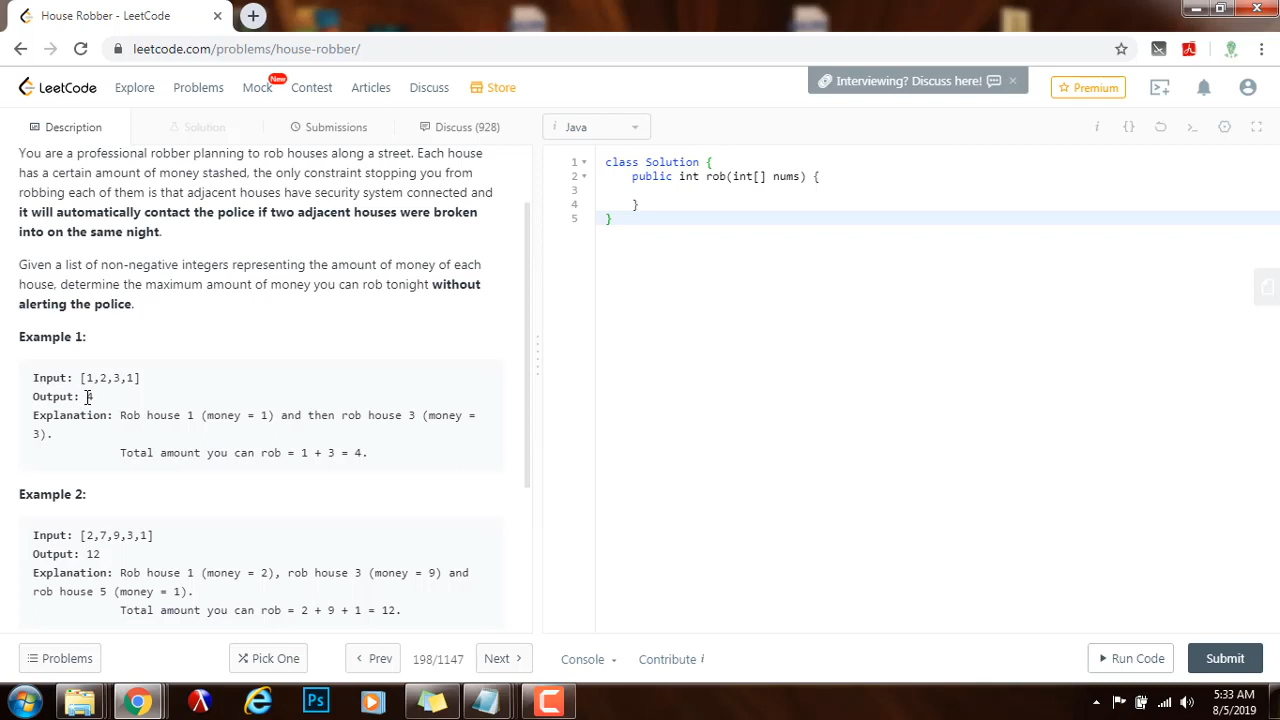 House Robber - LeetCode
leetcode.com/problems/house-robber/
LeetCode
Explore
Problems
Mock
New
Contest
Articles
Discuss
Store
Interviewing? Discuss here!
Premium
Description
Solution
Submissions
Discuss (928)
Java
You are a professional robber planning to rob houses along a street. Each house
has a certain amount of money stashed, the only constraint stopping you from
robbing each of them is that adjacent houses have security system connected and
it will automatically contact the police if two adjacent houses were broken
into on the same night.
Given a list of non-negative integers representing the amount of money of each
house, determine the maximum amount of money you can rob tonight without
alerting the police.
Example 1:
Input: [1,2,3,1]
Output: 4
Explanation: Rob house 1 (money = 1) and then rob house 3 (money =
3).
Total amount you can rob = 1 + 3 = 4.
Example 2:
Input: [2,7,9,3,1]
Output: 12
Explanation: Rob house 1 (money = 2), rob house 3 (money = 9) and
rob house 5 (money = 1).
Total amount you can rob = 2 + 9 + 1 = 12.
1 class Solution {
2 public int rob(int[] nums) {
3
4 }
5 }
Problems
Pick One
Prev
198/1147
Next
Console
Contribute i
Run Code
Submit
Ps
5:33 AM
8/5/2019